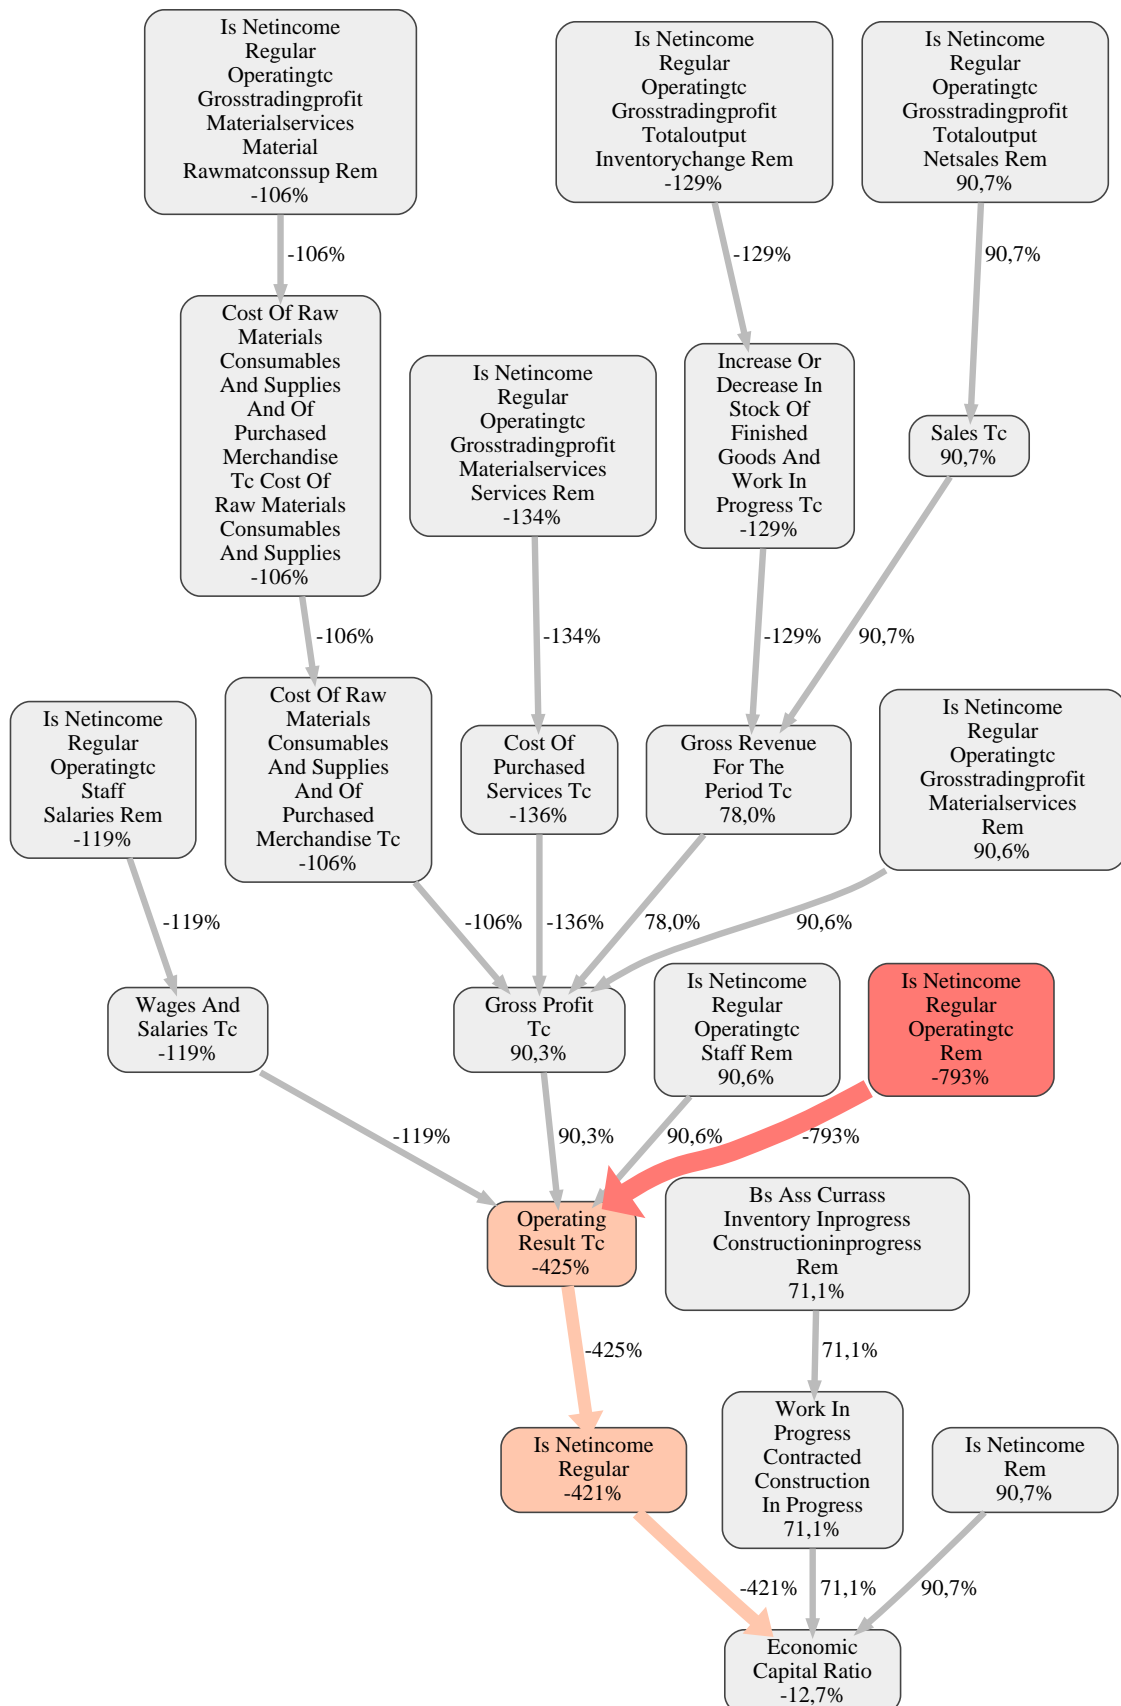 Is Netincome
Regular
Operatingtc
Grosstradingprofit
Materialservices
Material
Rawmatconssup Rem
-106%
Is Netincome
Regular
Operatingtc
Grosstradingprofit
Totaloutput
Inventorychange Rem
-129%
Is Netincome
Regular
Operatingtc
Grosstradingprofit
Totaloutput
Netsales Rem
90,7%
-106%
-129%
90,7%
Cost Of Raw
Materials
Consumables
And Supplies
And Of
Purchased
Merchandise
Tc Cost Of
Raw Materials
Consumables
And Supplies
-106%
Is Netincome
Regular
Operatingtc
Grosstradingprofit
Materialservices
Services Rem
-134%
Increase Or
Decrease In
Stock Of
Finished
Goods And
Work In
Progress Tc
-129%
Sales Tc
90,7%
-106%
-134%
-129%
90,7%
Is Netincome
Regular
Operatingtc
Staff
Salaries Rem
-119%
Cost Of Raw
Materials
Consumables
And Supplies
And Of
Purchased
Merchandise Tc
-106%
Cost Of
Purchased
Services Tc
-136%
Gross Revenue
For The
Period Tc
78,0%
Is Netincome
Regular
Operatingtc
Grosstradingprofit
Materialservices
Rem
90,6%
-119%
-106%
-136%
78,0%
90,6%
Wages And
Salaries Tc
-119%
Gross Profit
Tc
90,3%
Is Netincome
Regular
Operatingtc
Staff Rem
90,6%
Is Netincome
Regular
Operatingtc
Rem
-793%
-119%
90,3%
90,6%
-793%
Operating
Result Tc
-425%
Bs Ass Currass
Inventory Inprogress
Constructioninprogress
Rem
71,1%
-425%
71,1%
Is Netincome
Regular
-421%
Work In
Progress
Contracted
Construction
In Progress
71,1%
Is Netincome
Rem
90,7%
-421%
71,1%
90,7%
Economic
Capital Ratio
-12,7%